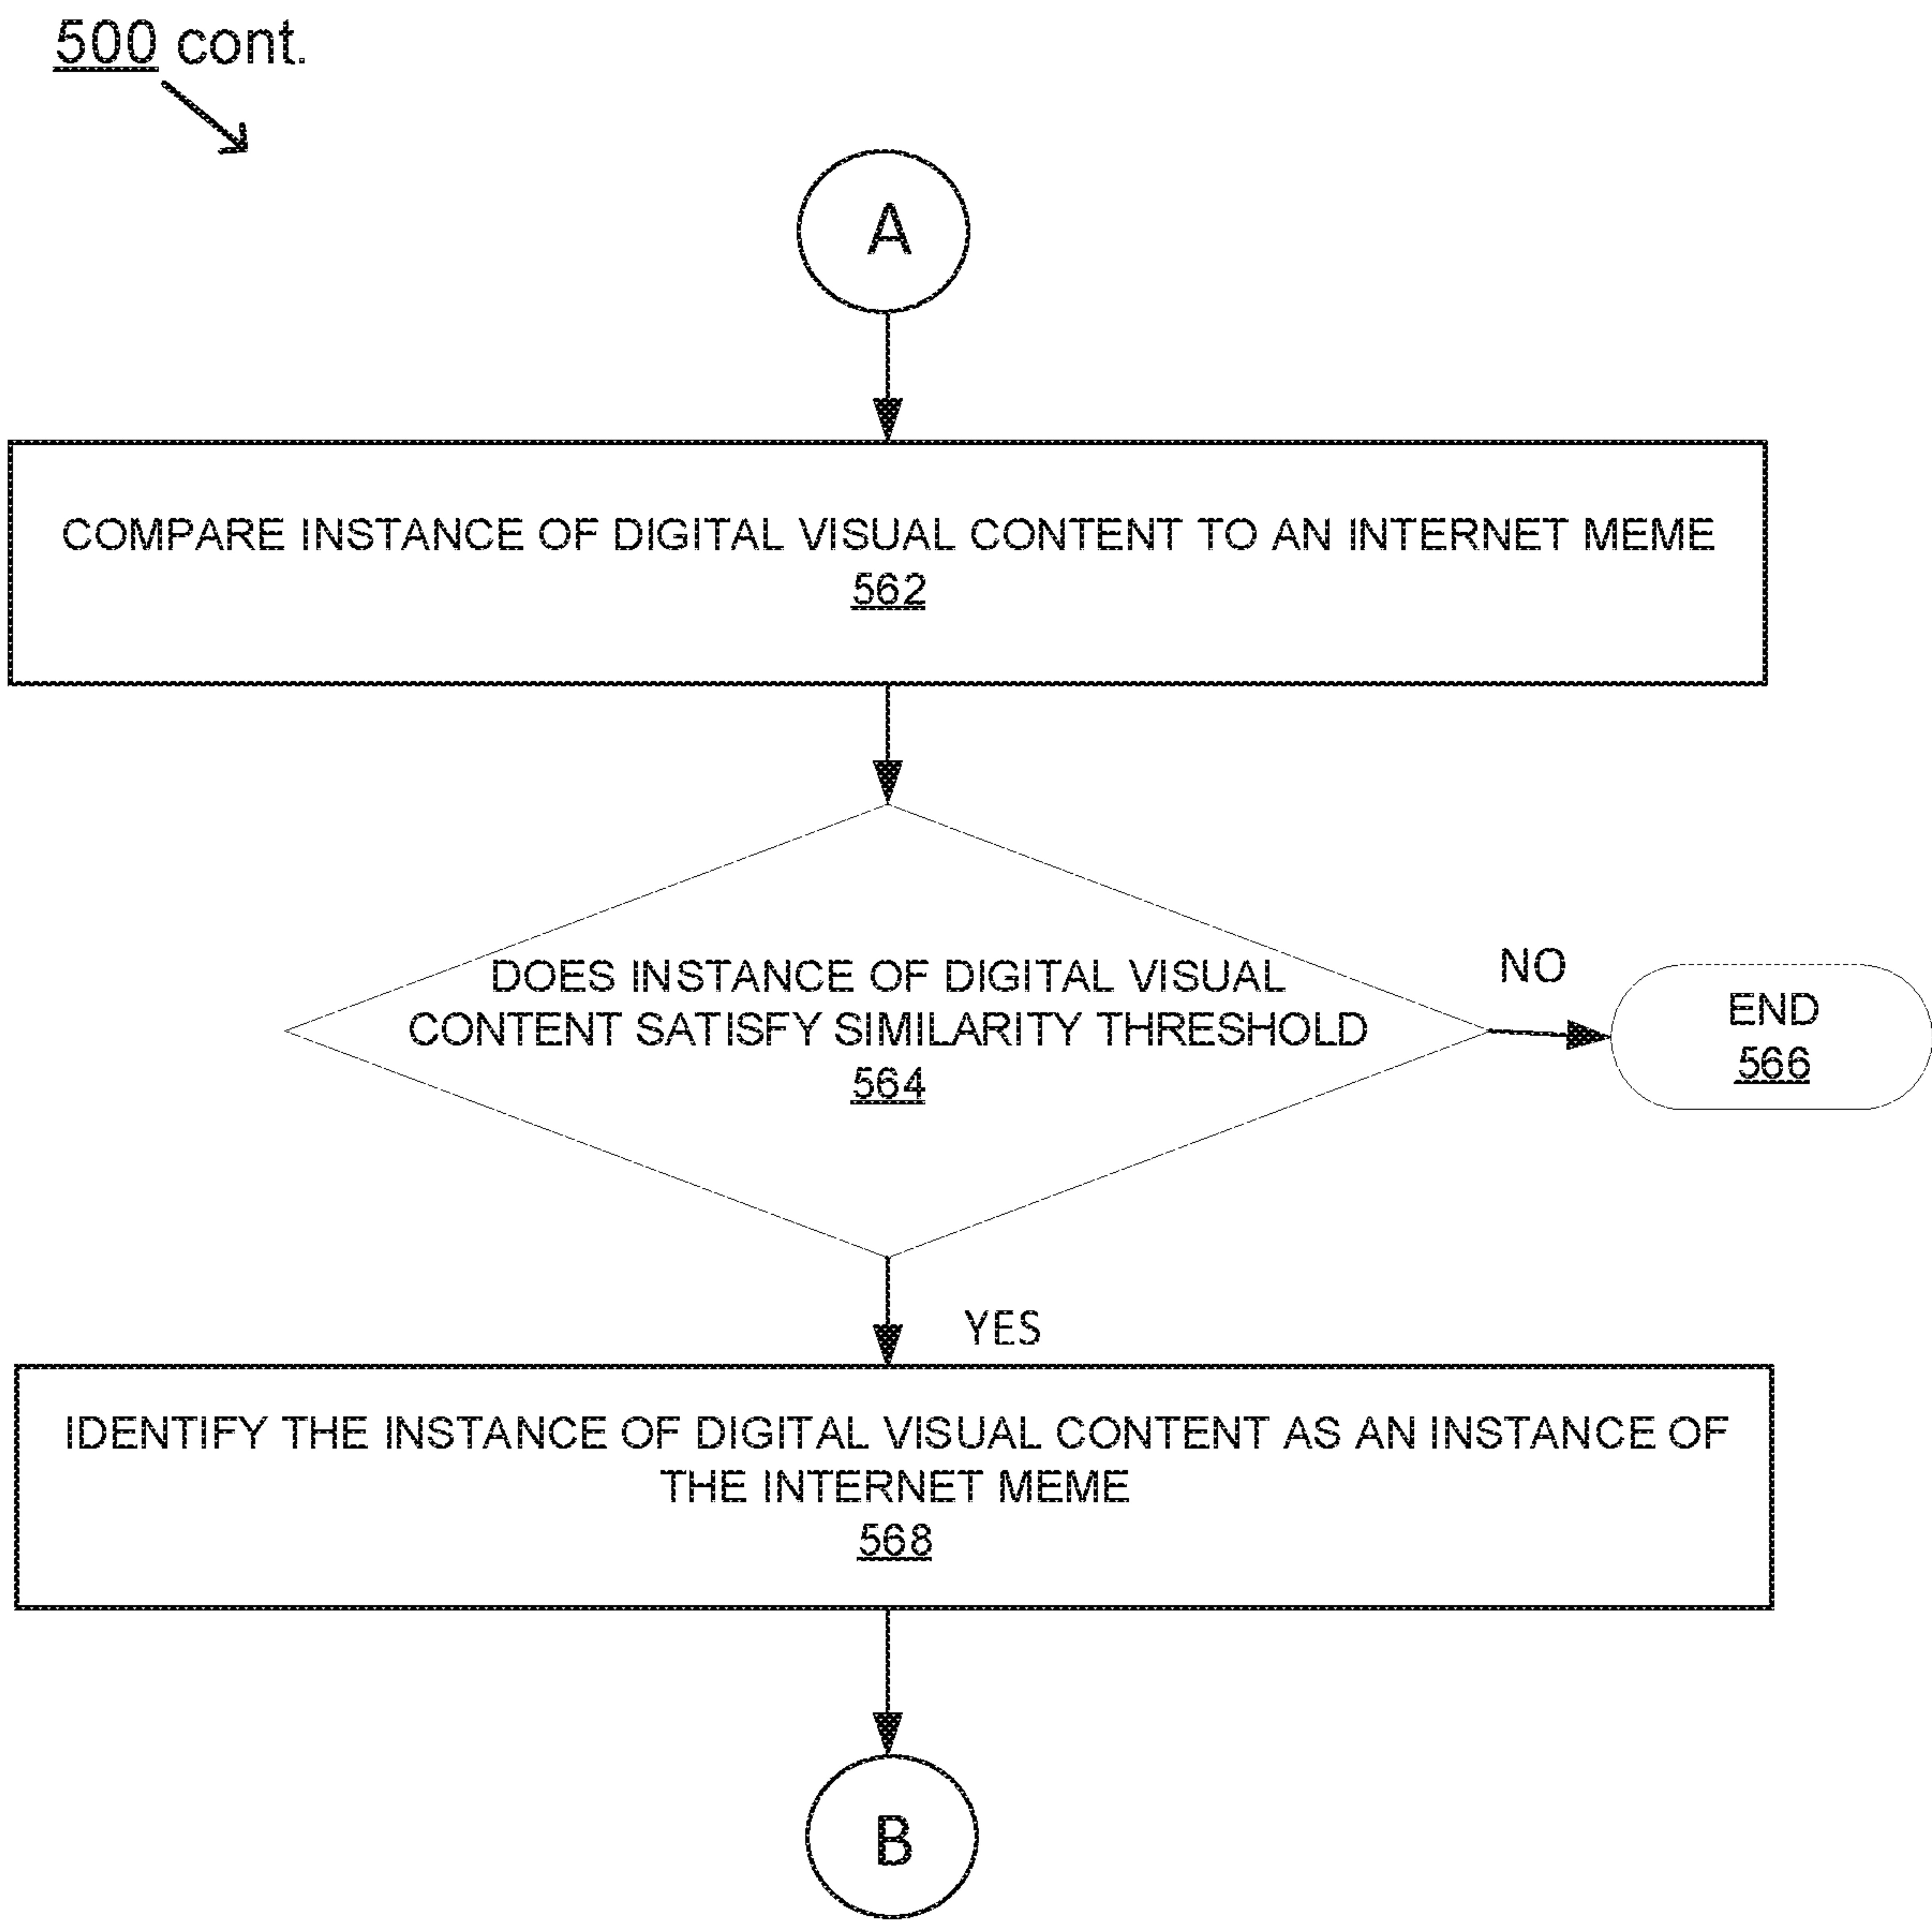 500 cont.
A
COMPARE INSTANCE OF DIGITAL VISUAL CONTENT TO AN INTERNET MEME
562
DOES INSTANCE OF DIGITAL VISUAL
CONTENT SATISFY SIMILARITY THRESHOLD
564
NO
END
566
YES
IDENTIFY THE INSTANCE OF DIGITAL VISUAL CONTENT AS AN INSTANCE OF
THE INTERNET MEME
568
B